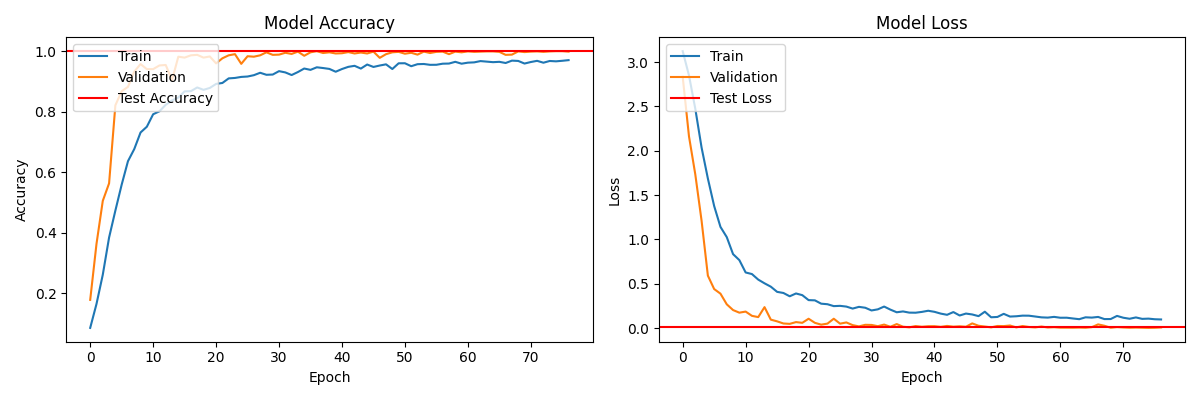 Model Accuracy
1.0
0.8
0.6
0.4
0.2
Accuracy
Train
Validation
Test Accuracy
0 10 20 30 40 50 60 70
Epoch
Model Loss
3.0
2.5
2.0
1.5
1.0
0.5
0.0
Loss
Train
Validation
Test Loss
0 10 20 30 40 50 60 70
Epoch